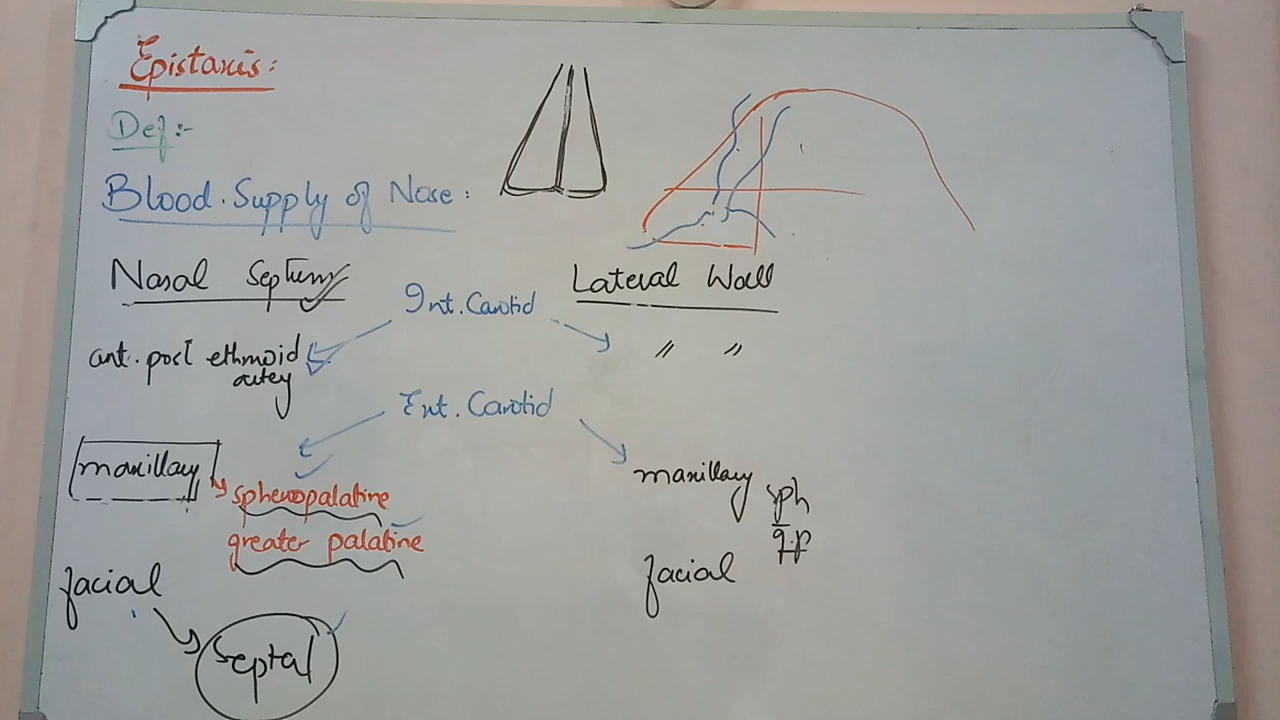 Epistaxis:
Def:-
Blood. Supply of Nose:
Nasal Septum
Lateral Wall
Int. Carotid
ant. post ethmoid
artey
〃 〃
Ext. Carotid
maxillary
sphenopalatine
greater palatine
maxillary
sph
g.p
facial
facial
Septal